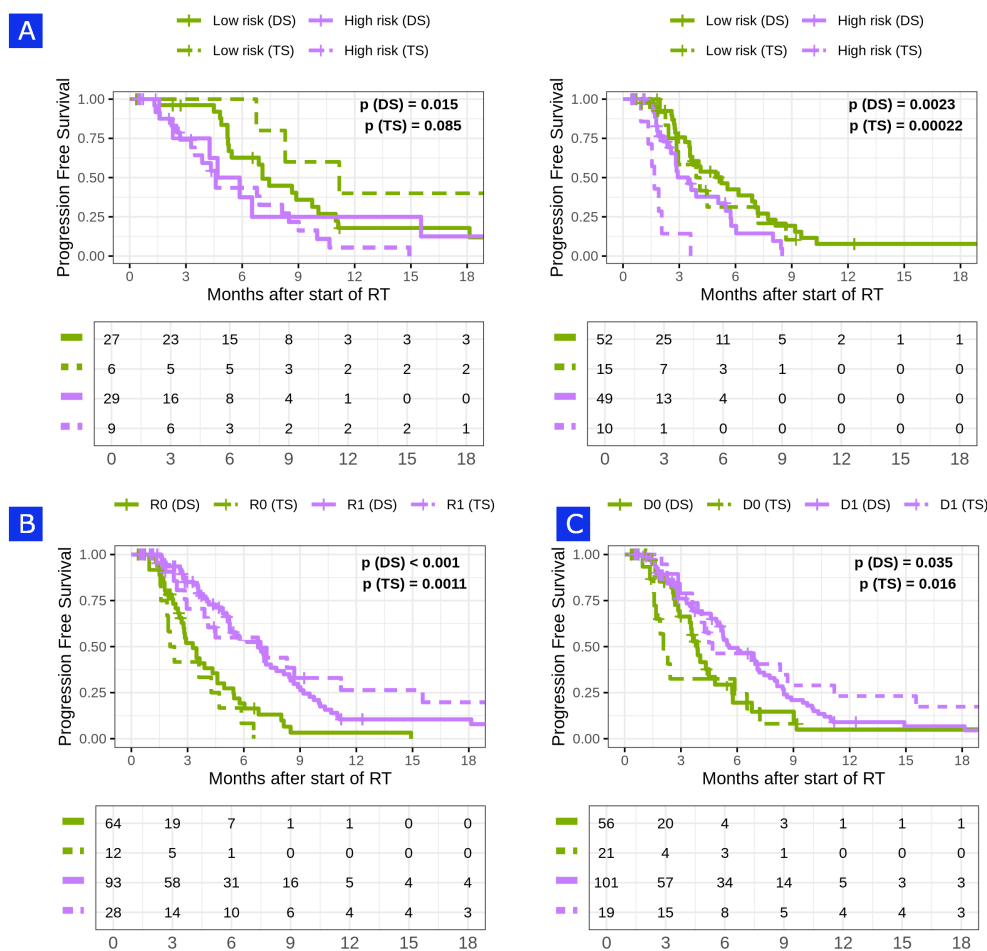 A
Low risk (DS) High risk (DS)
Low risk (TS) High risk (TS)
Progression Free Survival
1.00
0.75
0.50
0.25
0.00
p (DS) = 0.015
p (TS) = 0.085
0 3 6 9 12 15 18
Months after start of RT
27 23 15 8 3 3 3
6 5 5 3 2 2 2
29 16 8 4 1 0 0
9 6 3 2 2 2 1
0 3 6 9 12 15 18
Low risk (DS) High risk (DS)
Low risk (TS) High risk (TS)
Progression Free Survival
1.00
0.75
0.50
0.25
0.00
p (DS) = 0.0023
p (TS) = 0.00022
0 3 6 9 12 15 18
Months after start of RT
52 25 11 5 2 1 1
15 7 3 1 0 0 0
49 13 4 0 0 0 0
10 1 0 0 0 0 0
0 3 6 9 12 15 18
B
R0 (DS) R0 (TS) R1 (DS) R1 (TS)
Progression Free Survival
1.00
0.75
0.50
0.25
0.00
p (DS) < 0.001
p (TS) = 0.0011
0 3 6 9 12 15 18
Months after start of RT
64 19 7 1 1 0 0
12 5 1 0 0 0 0
93 58 31 16 5 4 4
28 14 10 6 4 4 3
0 3 6 9 12 15 18
C
D0 (DS) D0 (TS) D1 (DS) D1 (TS)
Progression Free Survival
1.00
0.75
0.50
0.25
0.00
p (DS) = 0.035
p (TS) = 0.016
0 3 6 9 12 15 18
Months after start of RT
56 20 4 3 1 1 1
21 4 3 1 0 0 0
101 57 34 14 5 3 3
19 15 8 5 4 4 3
0 3 6 9 12 15 18